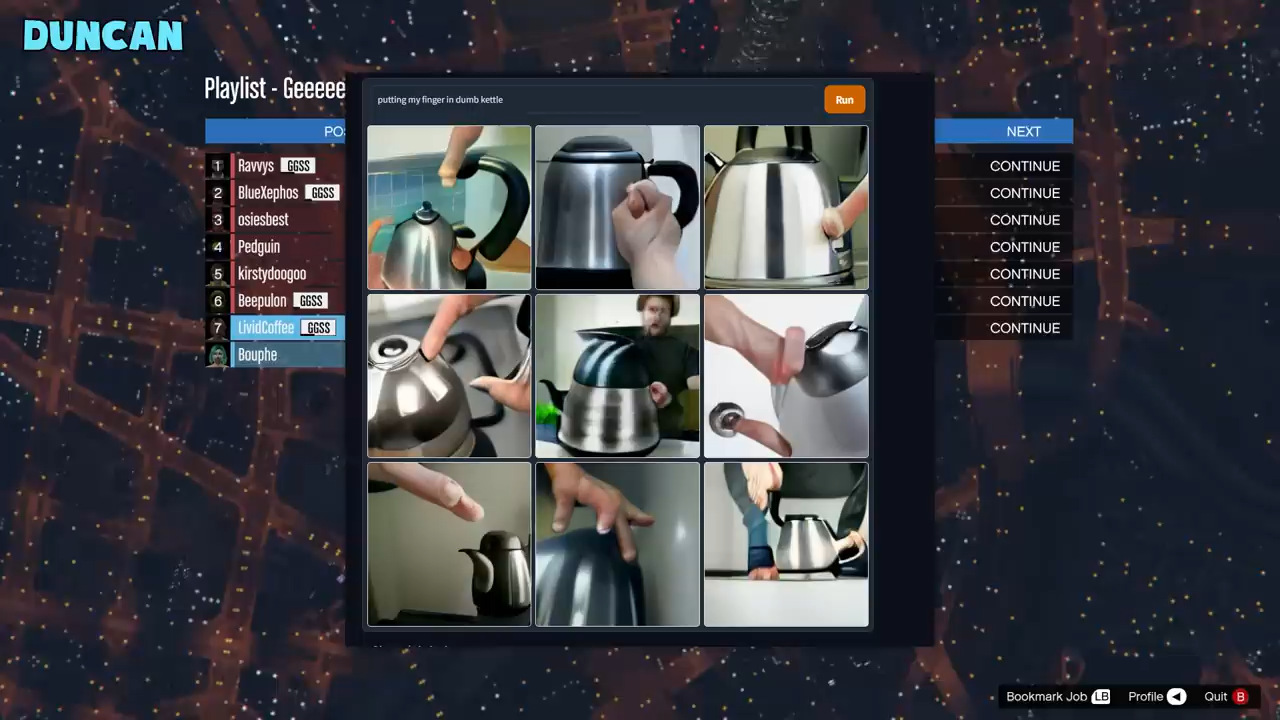 DUNCAN
Playlist - Geeeee
putting my finger in dumb kettle
Run
NEXT
1 Ravvys GGSS CONTINUE
2 BlueXephos GGSS CONTINUE
3 osiesbest CONTINUE
4 Pedguin CONTINUE
5 kirstydoogoo CONTINUE
6 Beepulon GGSS CONTINUE
7 LividCoffee GGSS CONTINUE
Bouphe
Bookmark Job LB Profile Quit B